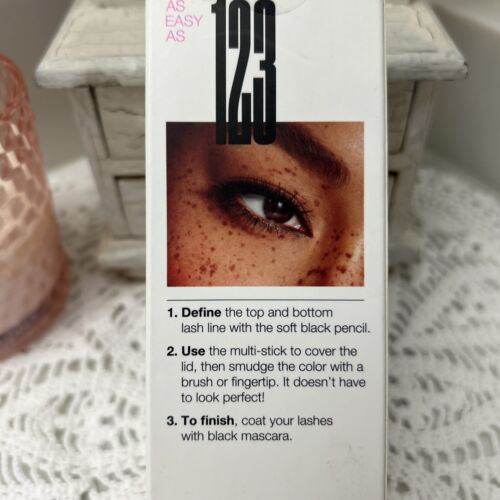 AS
EASY
AS
123
1. Define the top and bottom
lash line with the soft black pencil.
2. Use the multi-stick to cover the
lid, then smudge the color with a
brush or fingertip. It doesn't have
to look perfect!
3. To finish, coat your lashes
with black mascara.